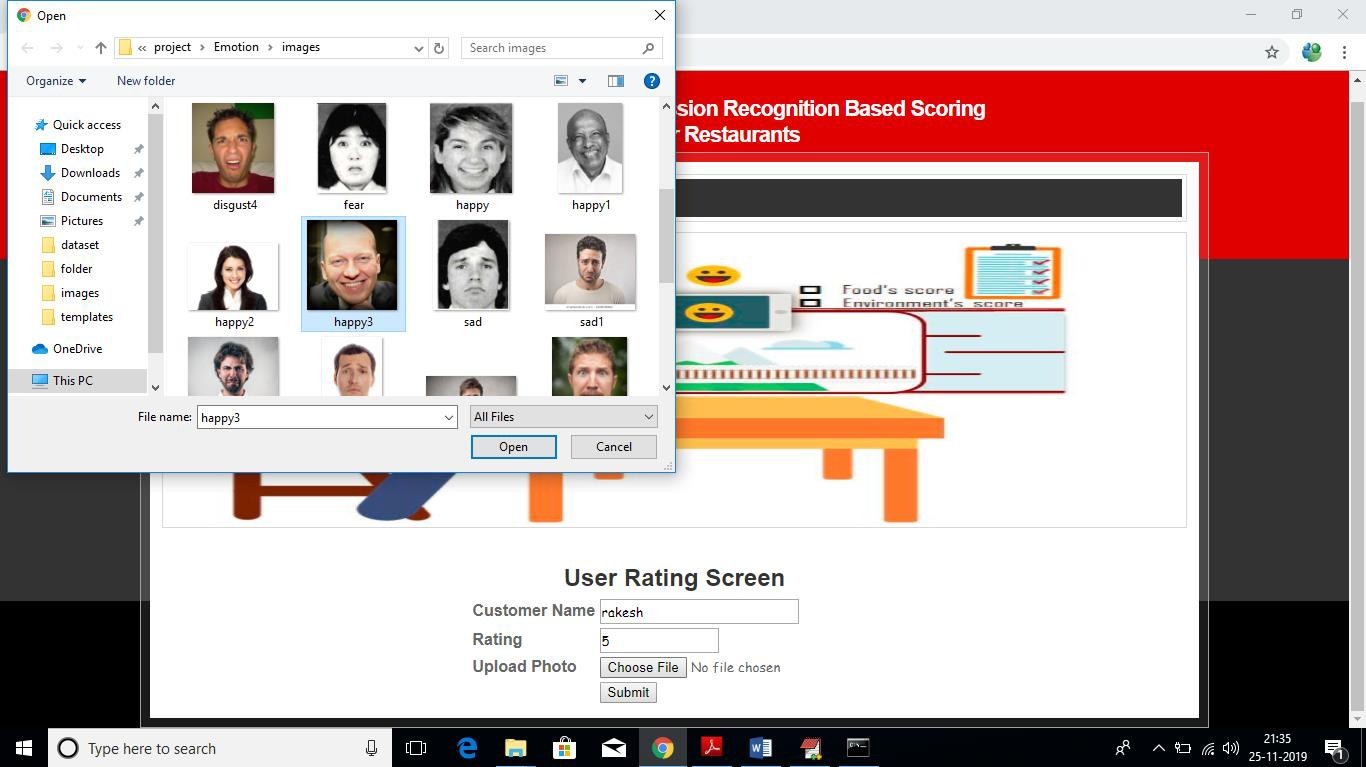 Open
project
Emotion
images
Search images
Organize
New folder
Quick access
Desktop
Downloads
Documents
Pictures
dataset
folder
images
templates
OneDrive
This PC
disgust4
fear
happy
happy1
happy2
happy3
sad
sad1
File name:
happy3
All Files
Open
Cancel
sion Recognition Based Scoring
r Restaurants
Food's score
Environment's score
User Rating Screen
Customer Name rakesh
Rating 5
Upload Photo Choose File No file chosen
Submit
Type here to search
21:35
25-11-2019
1